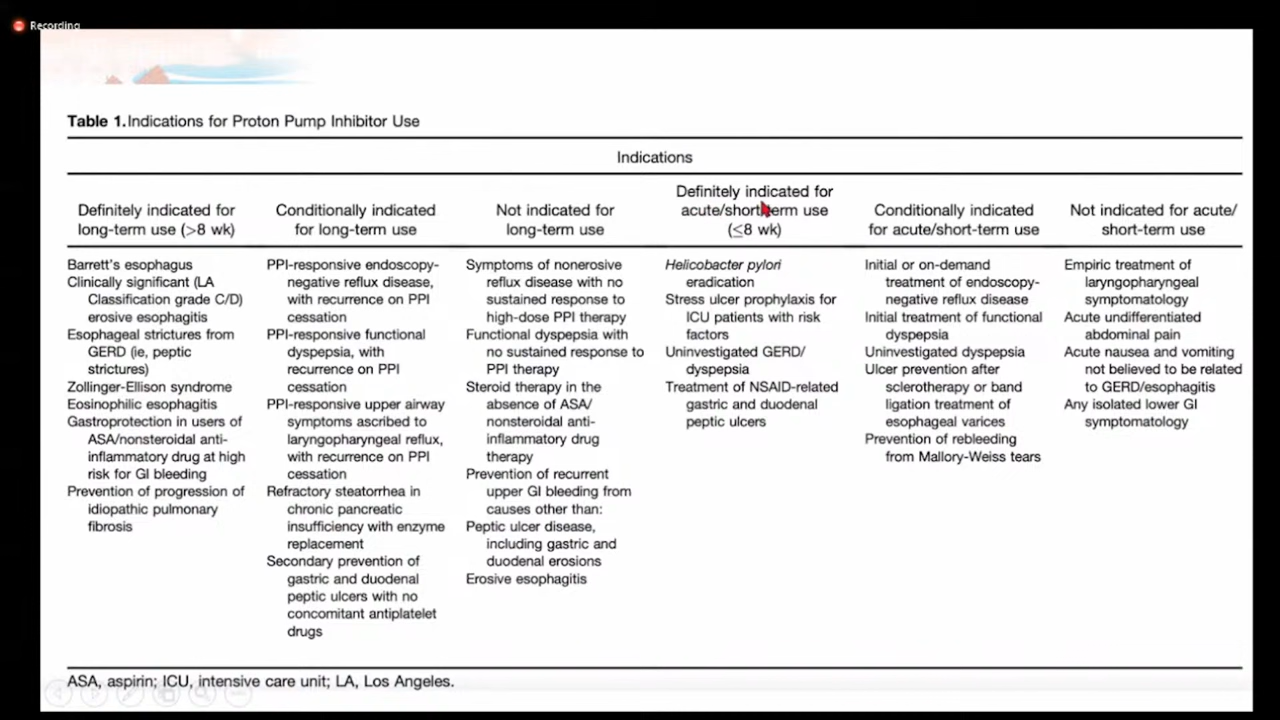 Recording
Table 1. Indications for Proton Pump Inhibitor Use
Indications
Definitely indicated for
long-term use (>8 wk)
Conditionally indicated
for long-term use
Not indicated for
long-term use
Definitely indicated for
acute/short-term use
(≤8 wk)
Conditionally indicated
for acute/short-term use
Not indicated for acute/
short-term use
Barrett's esophagus
Clinically significant (LA
Classification grade C/D)
erosive esophagitis
Esophageal strictures from
GERD (ie, peptic
strictures)
Zollinger-Ellison syndrome
Eosinophilic esophagitis
Gastroprotection in users of
ASA/nonsteroidal anti-
inflammatory drug at high
risk for GI bleeding
Prevention of progression of
idiopathic pulmonary
fibrosis
PPI-responsive endoscopy-
negative reflux disease,
with recurrence on PPI
cessation
PPI-responsive functional
dyspepsia, with
recurrence on PPI
cessation
PPI-responsive upper airway
symptoms ascribed to
laryngopharyngeal reflux,
with recurrence on PPI
cessation
Refractory steatorrhea in
chronic pancreatic
insufficiency with enzyme
replacement
Secondary prevention of
gastric and duodenal
peptic ulcers with no
concomitant antiplatelet
drugs
Symptoms of nonerosive
reflux disease with no
sustained response to
high-dose PPI therapy
Functional dyspepsia with
no sustained response to
PPI therapy
Steroid therapy in the
absence of ASA/
nonsteroidal anti-
inflammatory drug
therapy
Prevention of recurrent
upper GI bleeding from
causes other than:
Peptic ulcer disease,
including gastric and
duodenal erosions
Erosive esophagitis
Helicobacter pylori
eradication
Stress ulcer prophylaxis for
ICU patients with risk
factors
Uninvestigated GERD/
dyspepsia
Treatment of NSAID-related
gastric and duodenal
peptic ulcers
Initial or on-demand
treatment of endoscopy-
negative reflux disease
Initial treatment of functional
dyspepsia
Uninvestigated dyspepsia
Ulcer prevention after
sclerotherapy or band
ligation treatment of
esophageal varices
Prevention of rebleeding
from Mallory-Weiss tears
Empiric treatment of
laryngopharyngeal
symptomatology
Acute undifferentiated
abdominal pain
Acute nausea and vomiting
not believed to be related
to GERD/esophagitis
Any isolated lower GI
symptomatology
ASA, aspirin; ICU, intensive care unit; LA, Los Angeles.